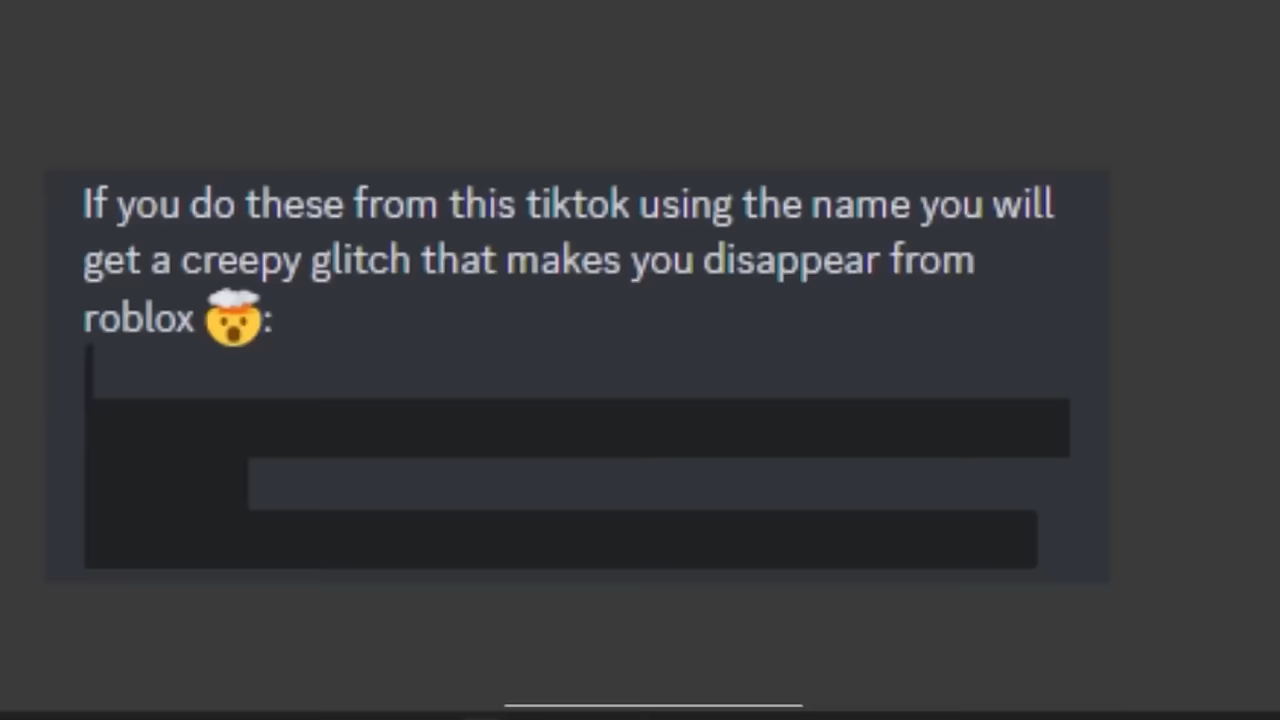 If you do these from this tiktok using the name you will
get a creepy glitch that makes you disappear from
roblox 🤯: